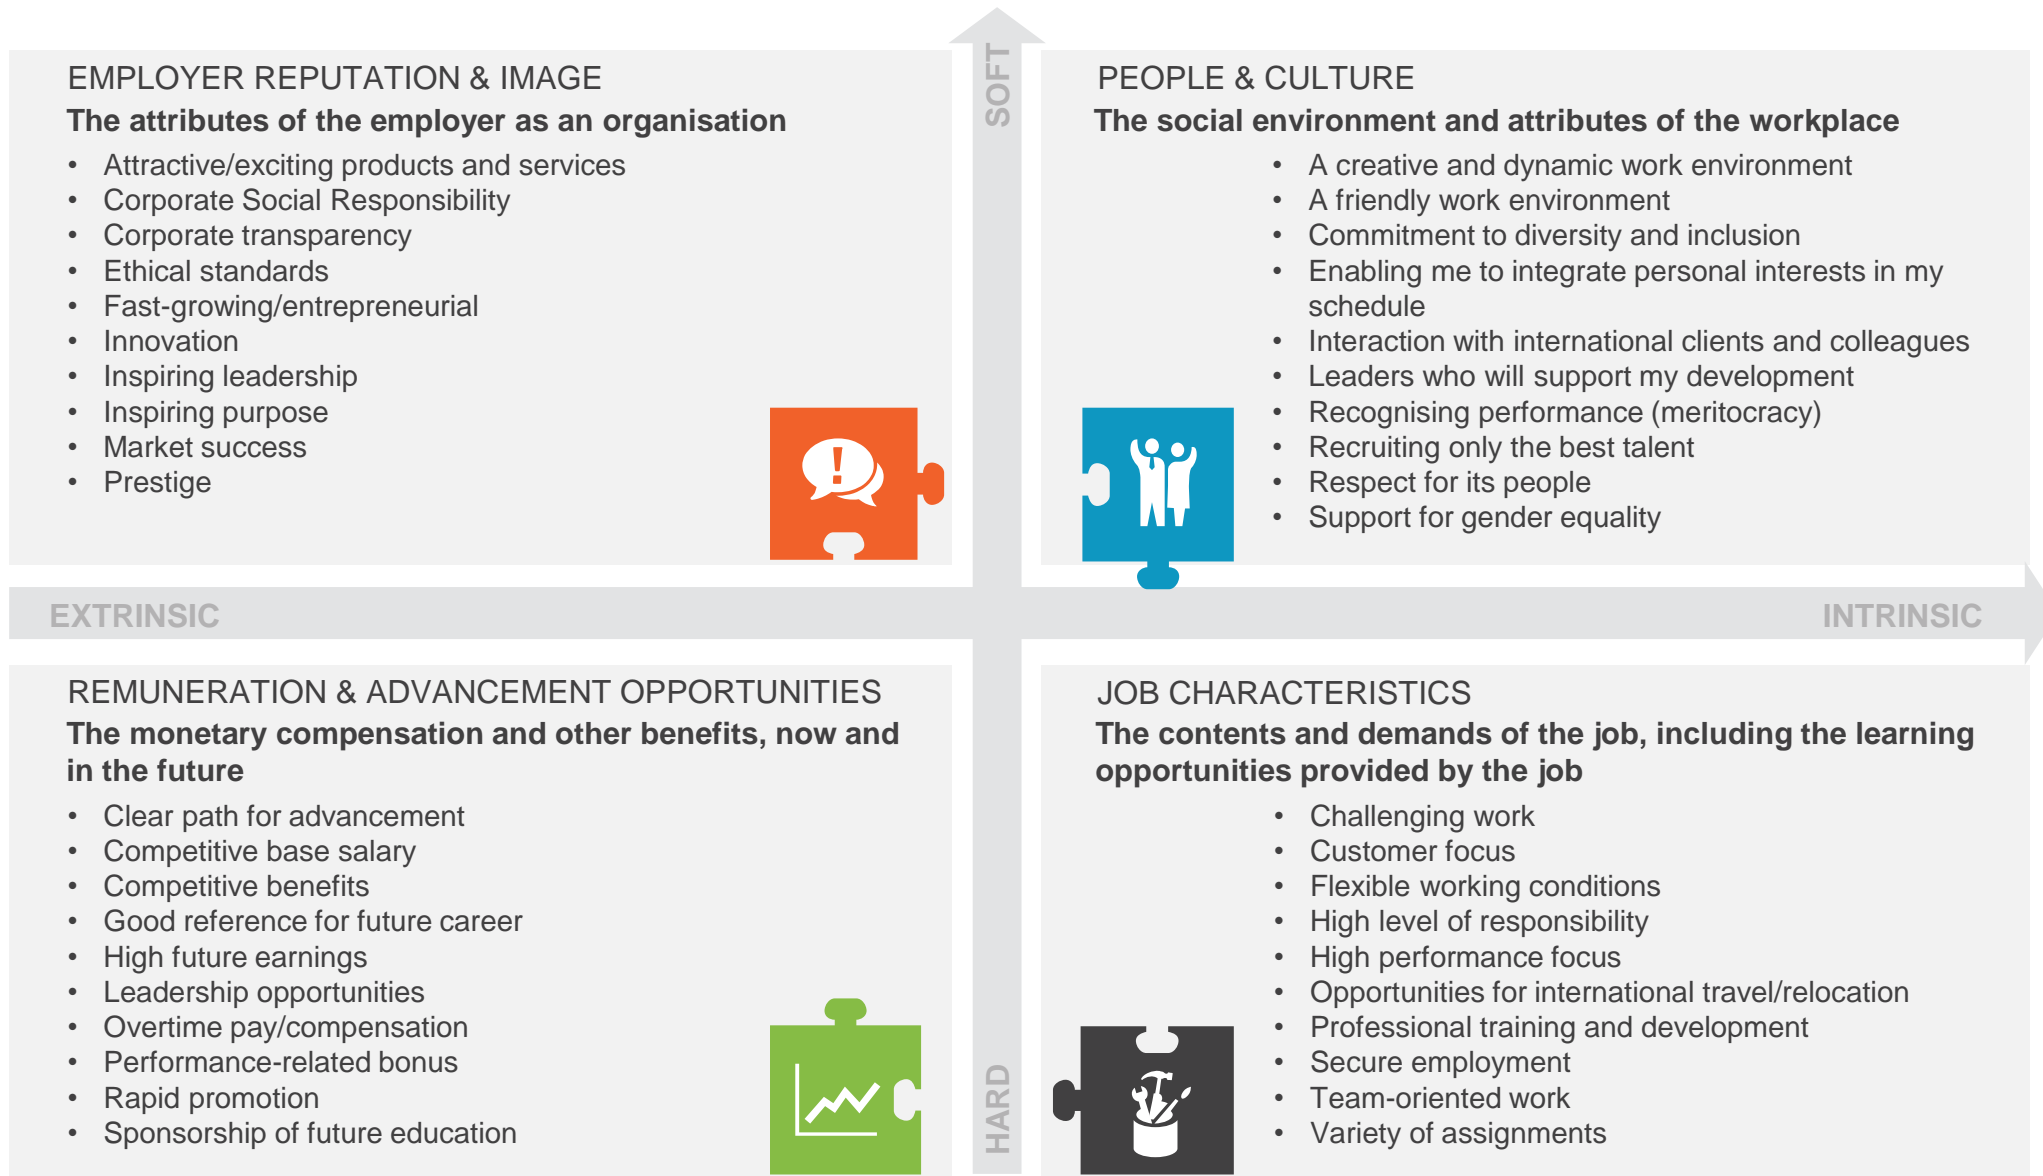 SOFT
EMPLOYER REPUTATION & IMAGE
The attributes of the employer as an organisation
• Attractive/exciting products and services
• Corporate Social Responsibility
• Corporate transparency
• Ethical standards
• Fast-growing/entrepreneurial
• Innovation
• Inspiring leadership
• Inspiring purpose
• Market success
• Prestige
!
PEOPLE & CULTURE
The social environment and attributes of the workplace
• A creative and dynamic work environment
• A friendly work environment
• Commitment to diversity and inclusion
• Enabling me to integrate personal interests in my
schedule
• Interaction with international clients and colleagues
• Leaders who will support my development
• Recognising performance (meritocracy)
• Recruiting only the best talent
• Respect for its people
• Support for gender equality
EXTRINSIC
INTRINSIC
REMUNERATION & ADVANCEMENT OPPORTUNITIES
The monetary compensation and other benefits, now and
in the future
• Clear path for advancement
• Competitive base salary
• Competitive benefits
• Good reference for future career
• High future earnings
• Leadership opportunities
• Overtime pay/compensation
• Performance-related bonus
• Rapid promotion
• Sponsorship of future education
JOB CHARACTERISTICS
The contents and demands of the job, including the learning
opportunities provided by the job
• Challenging work
• Customer focus
• Flexible working conditions
• High level of responsibility
• High performance focus
• Opportunities for international travel/relocation
• Professional training and development
• Secure employment
• Team-oriented work
• Variety of assignments
HARD